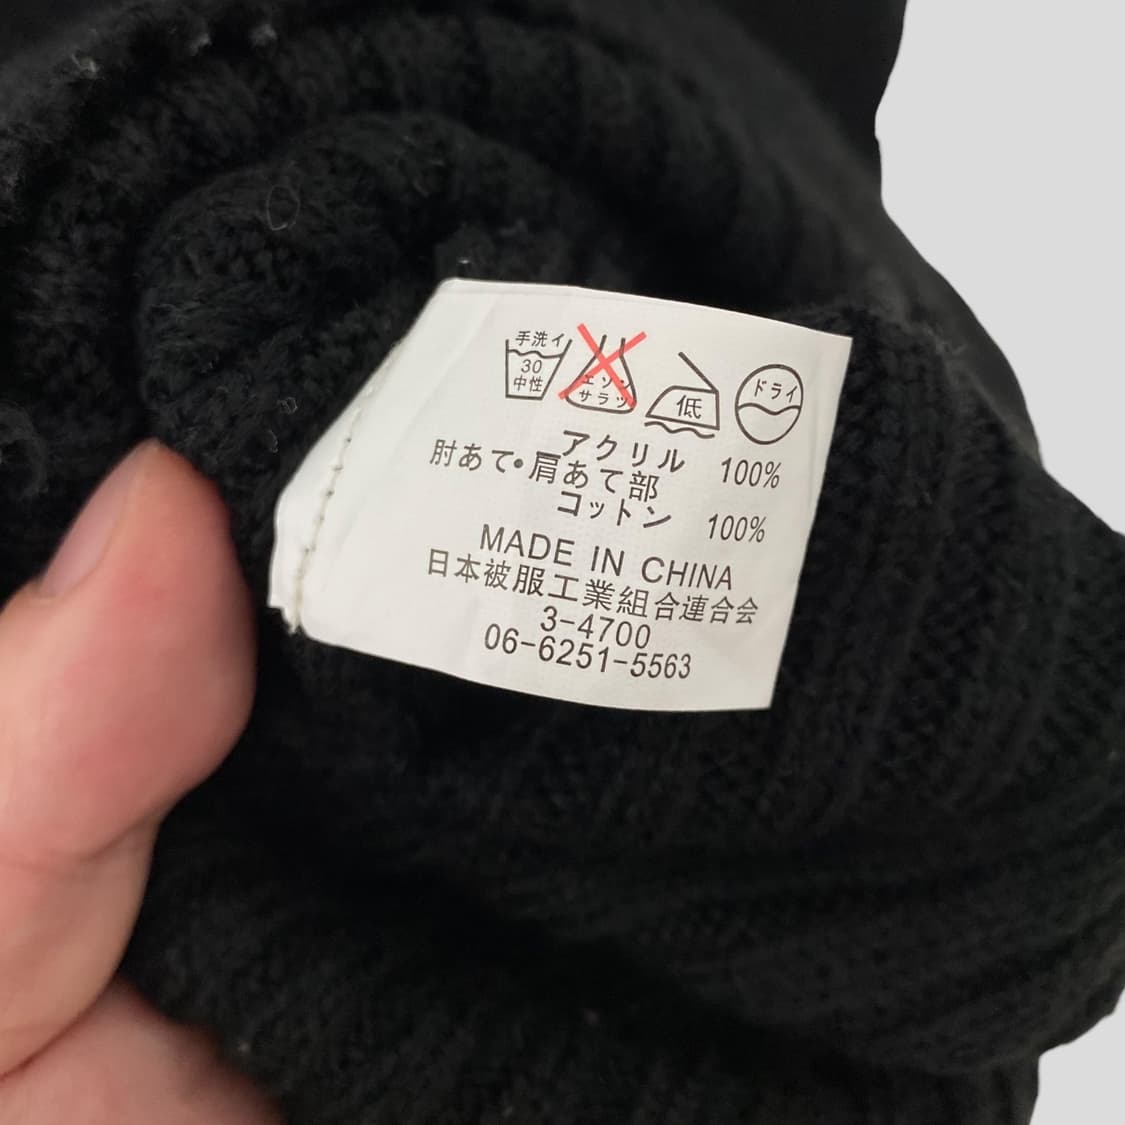 手洗イ
30
中性
エンソ
サラシ
低
ドライ
アクリル 100%
肘あて・肩あて部
コットン 100%
MADE IN CHINA
日本被服工業組合連合会
3-4700
06-6251-5563